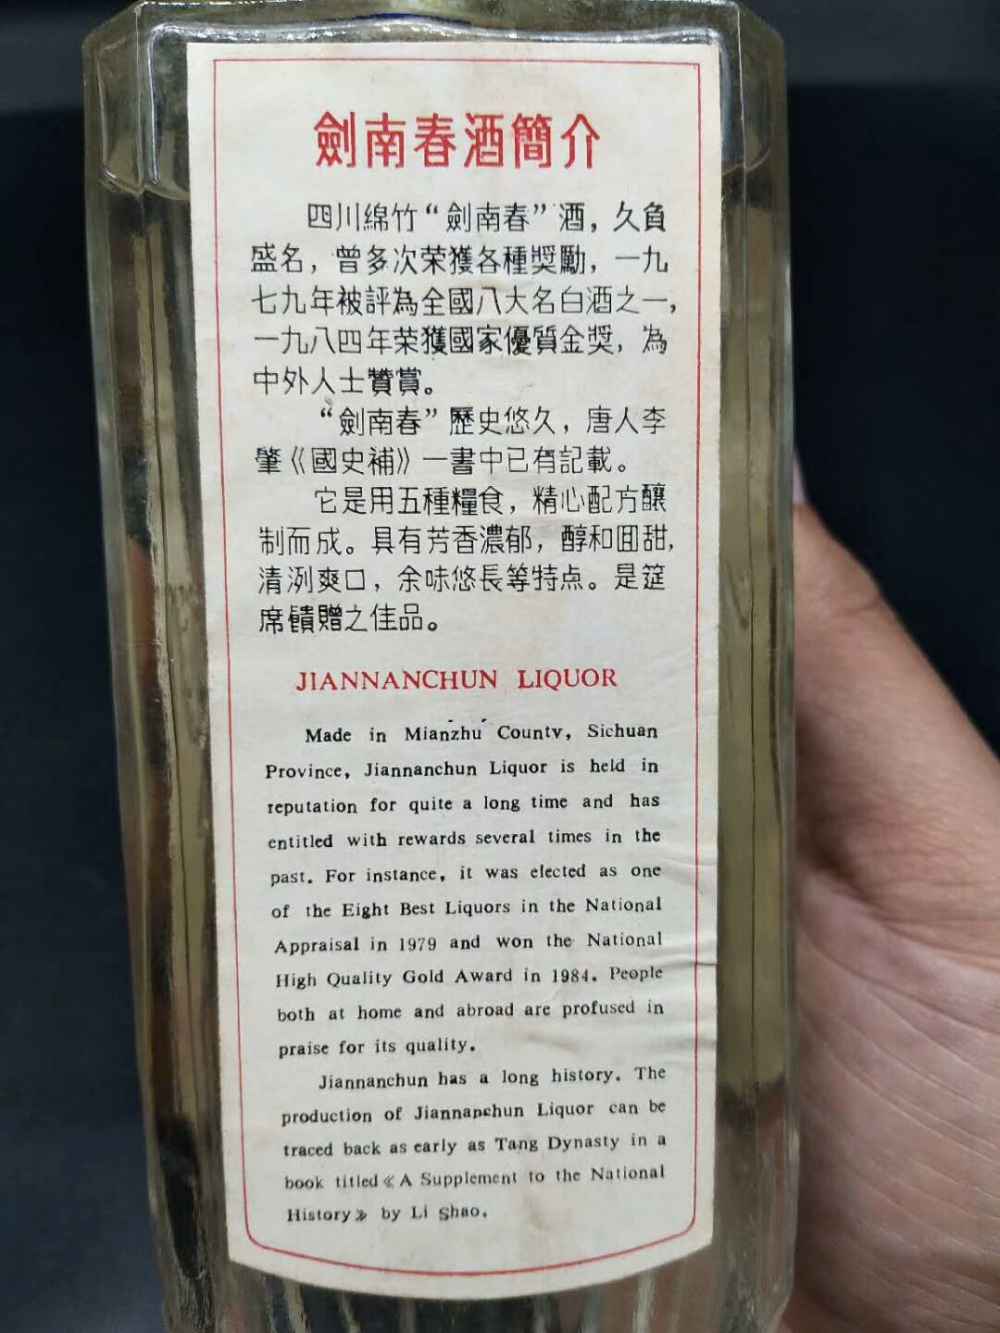 劍南春酒簡介
四川綿竹“劍南春”酒，久負
盛名，曾多次荣獲各種獎勵，一九
七九年被評為全國八大名白酒之一，
一九八四年荣獲國家優質金獎，為
中外人士贊賞。
“劍南春”歷史悠久，唐人李
肇《國史補》一書中已有記載。
它是用五種糧食，精心配方釀
制而成。具有芳香濃郁，醇和囬甜，
清洌爽口，余味悠長等特点。是筵
席饋贈之佳品。
JIANNANCHUN LIQUOR
Made in Mianzhu County, Sichuan
Province, Jiannanchun Liquor is held in
reputation for quite a long time and has
entitled with rewards several times in the
past. For instance, it was elected as one
of the Eight Best Liquors in the National
Appraisal in 1979 and won the National
High Quality Gold Award in 1984. People
both at home and abroad are profused in
praise for its quality.
Jiannanchun has a long history. The
production of Jiannanchun Liquor can be
traced back as early as Tang Dynasty in a
book titled《A Supplement to the National
History》by Li Shao.